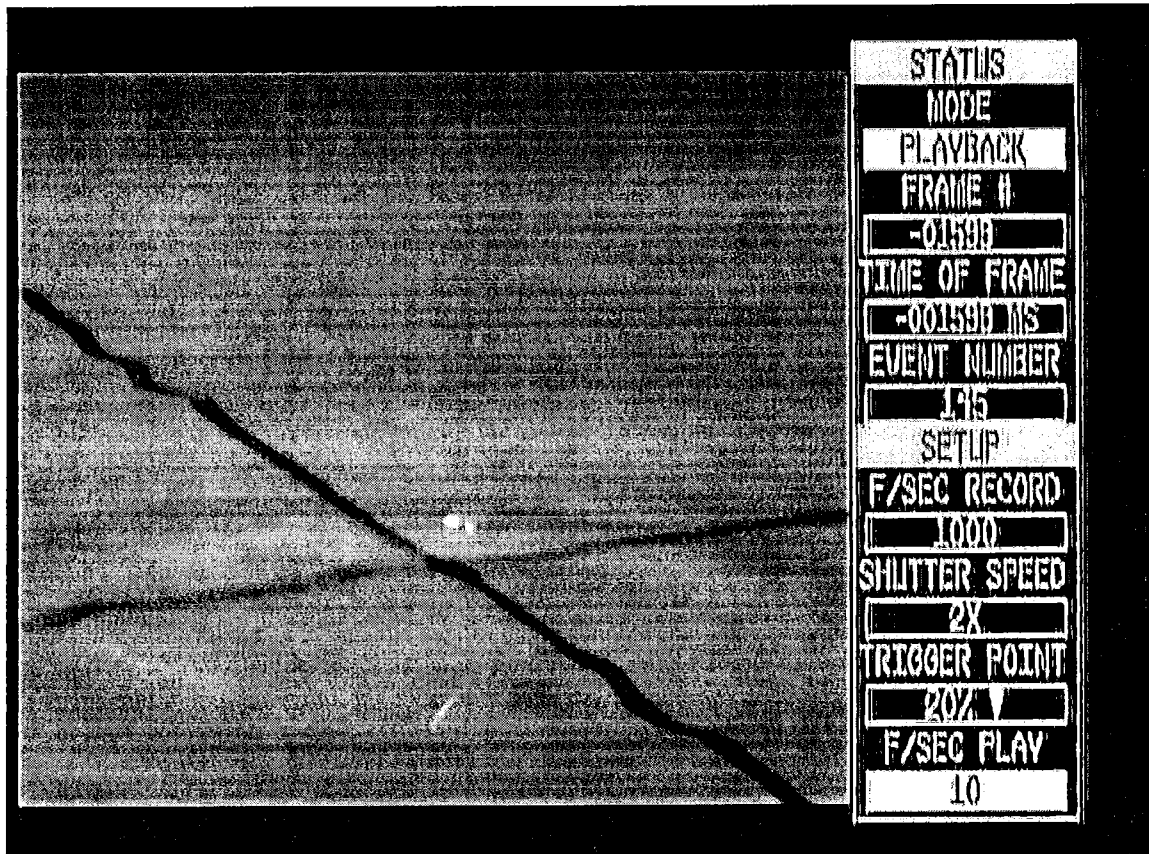 STATUS
MODE
PLAYBACK
FRAME #
-01590
TIME OF FRAME
-001590 MS
EVENT NUMBER
145
SETUP
F/SEC RECORD
1000
SHUTTER SPEED
2X
TRIGGER POINT
20%
F/SEC PLAY
10